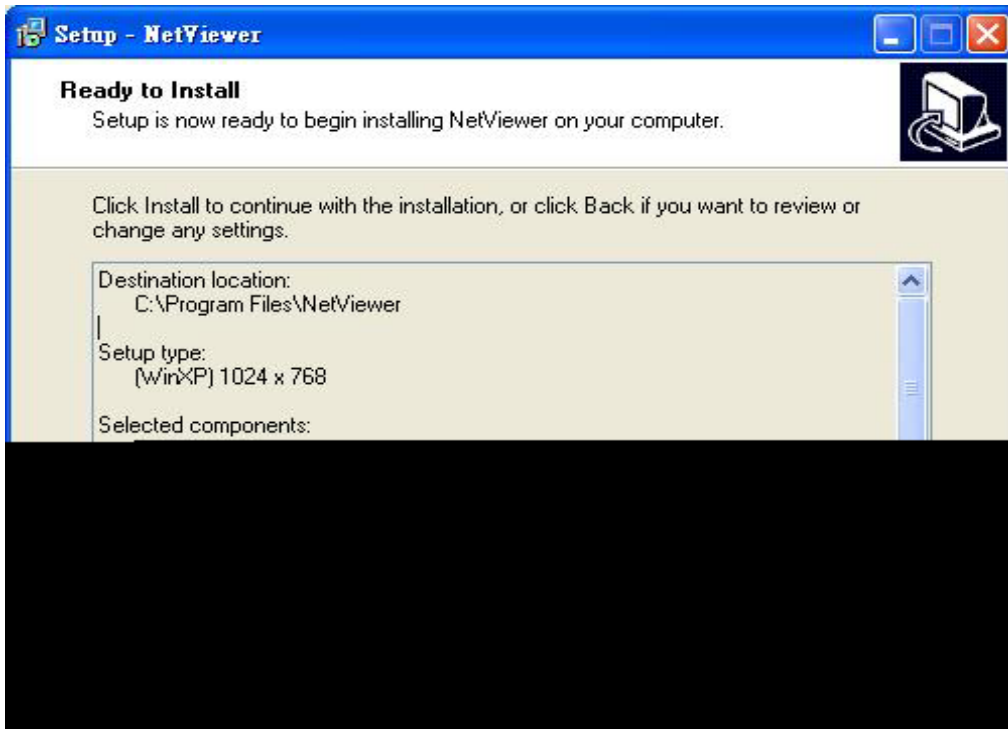 Setup - NetViewer
Ready to Install
Setup is now ready to begin installing NetViewer on your computer.
Click Install to continue with the installation, or click Back if you want to review or
change any settings.
Destination location:
C:\Program Files\NetViewer
Setup type:
(WinXP) 1024 x 768
Selected components: